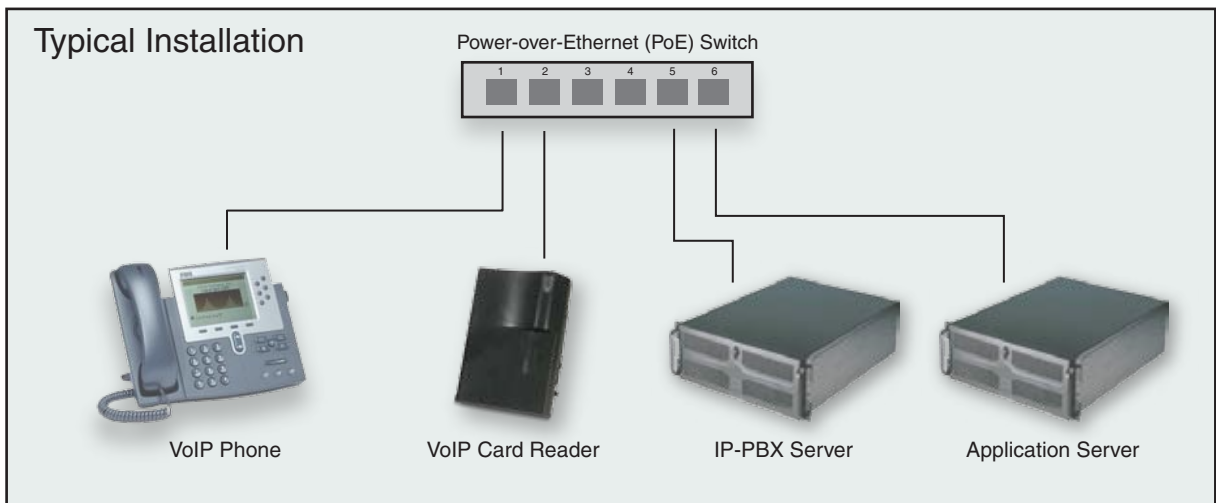 Typical Installation
Power-over-Ethernet (PoE) Switch
1 2 3 4 5 6
VoIP Phone
VoIP Card Reader
IP-PBX Server
Application Server